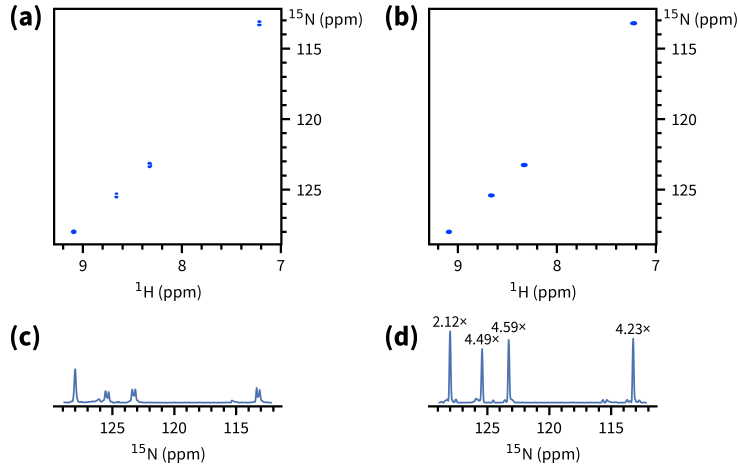 (a)
¹⁵N (ppm)
115
120
125
9 8 7
¹H (ppm)
(b)
¹⁵N (ppm)
115
120
125
9 8 7
¹H (ppm)
(c)
125 120 115
¹⁵N (ppm)
(d)
2.12×
4.49×
4.59×
4.23×
125 120 115
¹⁵N (ppm)